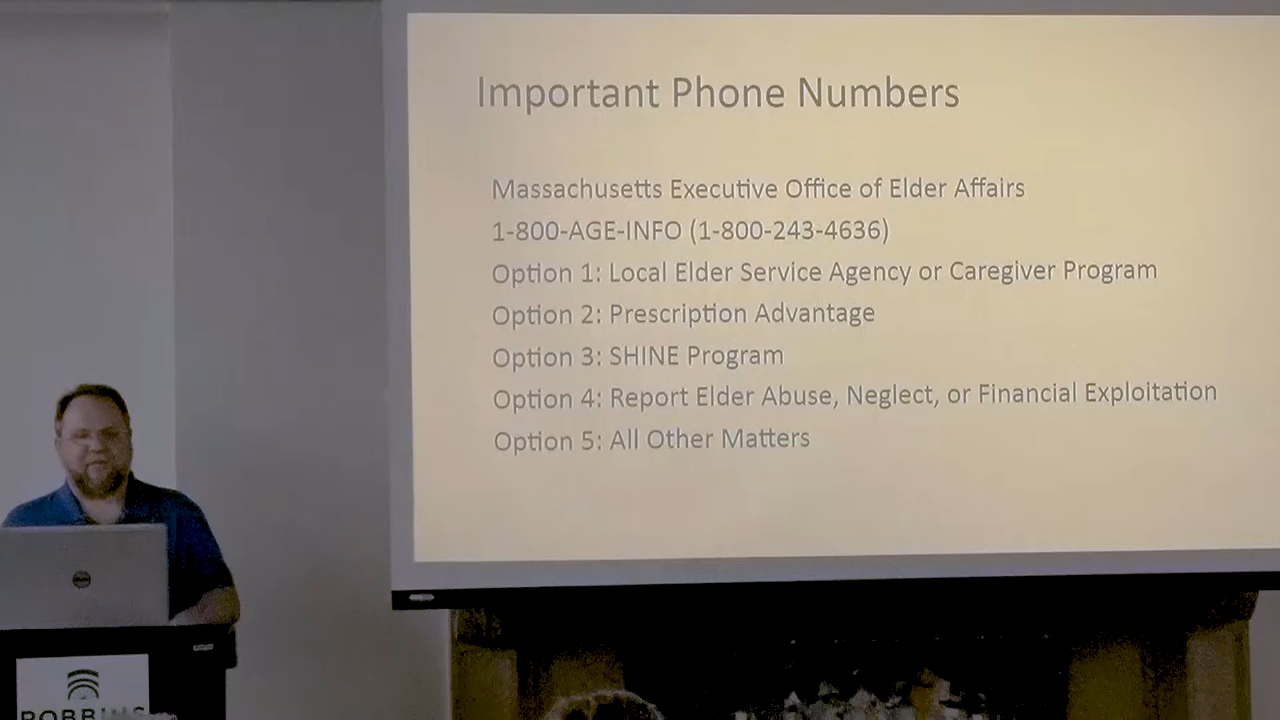 Important Phone Numbers
Massachusetts Executive Office of Elder Affairs
1-800-AGE-INFO (1-800-243-4636)
Option 1: Local Elder Service Agency or Caregiver Program
Option 2: Prescription Advantage
Option 3: SHINE Program
Option 4: Report Elder Abuse, Neglect, or Financial Exploitation
Option 5: All Other Matters
ROBBINS